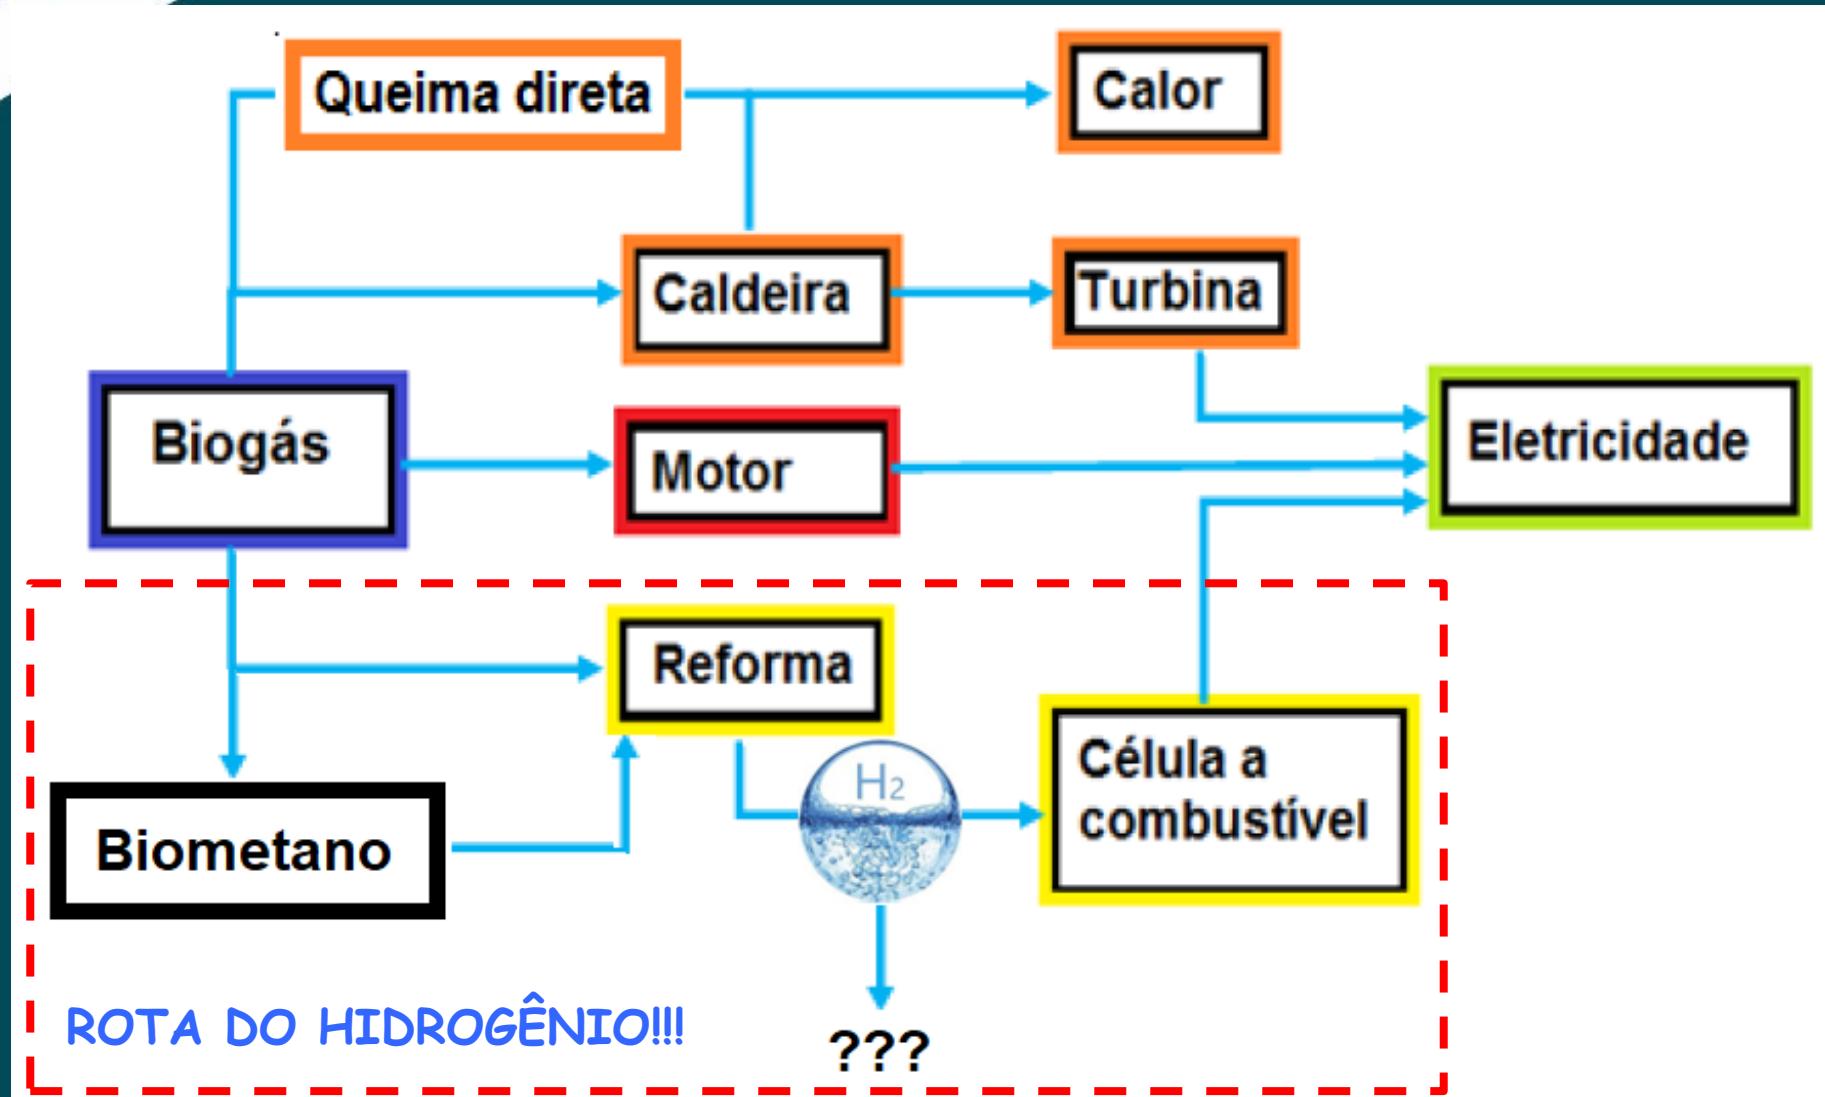 Queima direta
Calor
Caldeira
Turbina
Biogás
Motor
Eletricidade
Reforma
H2
Célula a
combustível
Biometano
ROTA DO HIDROGÊNIO!!!
???